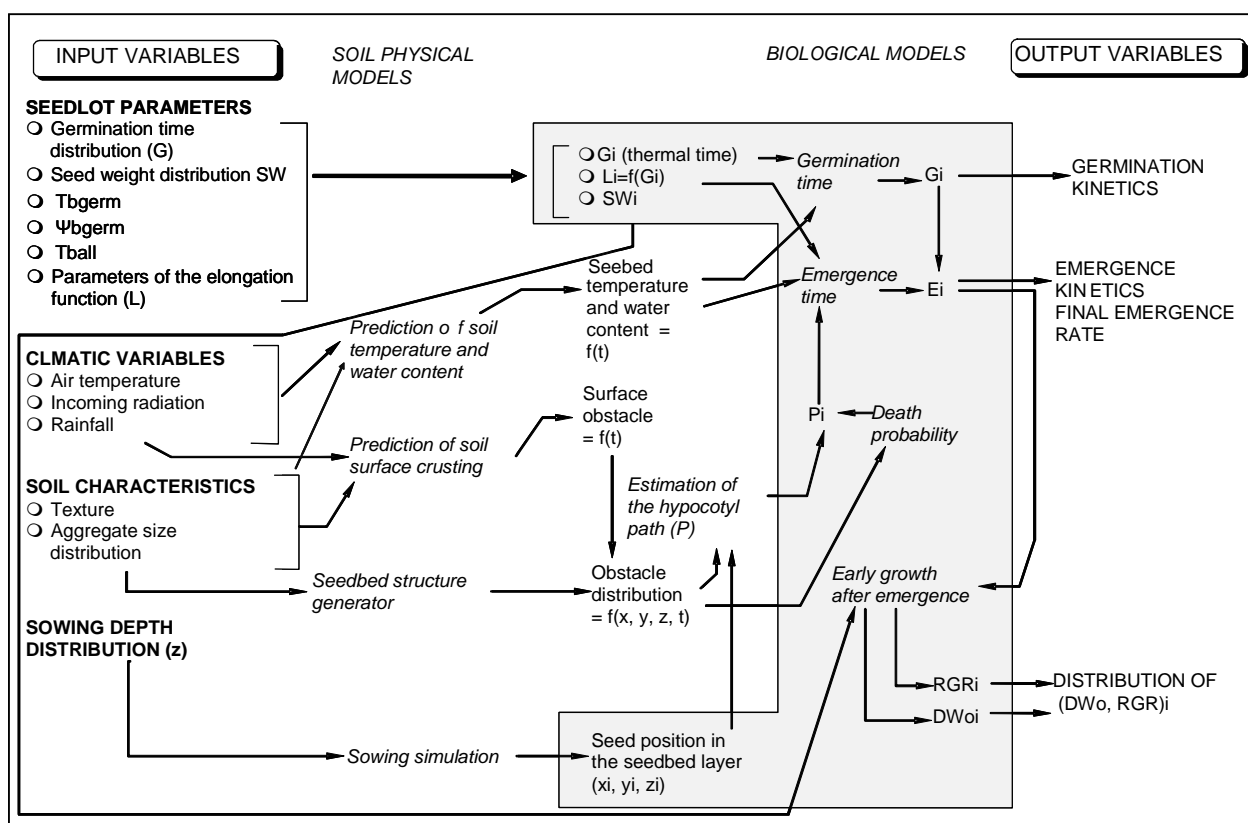 INPUT VARIABLES
SOIL PHYSICAL
MODELS
BIOLOGICAL MODELS
OUTPUT VARIABLES
SEEDLOT PARAMETERS
Germination time
distribution (G)
Seed weight distribution SW
Tbgerm
Ψbgerm
Tball
Parameters of the elongation
function (L)
Gi (thermal time)
Li=f(Gi)
SWi
Germination
time
Gi
GERMINATION
KINETICS
Seebed
temperature
and water
content =
f(t)
Emergence
time
Ei
EMERGENCE
KINETICS
FINAL EMERGENCE
RATE
Prediction o f soil
temperature and
water content
CLMATIC VARIABLES
Air temperature
Incoming radiation
Rainfall
Surface
obstacle
= f(t)
Pi
Death
probability
Prediction of soil
surface crusting
SOIL CHARACTERISTICS
Texture
Aggregate size
distribution
Estimation of
the hypocotyl
path (P)
Seedbed structure
generator
Obstacle
distribution
= f(x, y, z, t)
Early growth
after emergence
SOWING DEPTH
DISTRIBUTION (z)
RGRi
DWoi
DISTRIBUTION OF
(DWo, RGR)i
Sowing simulation
Seed position in
the seedbed layer
(xi, yi, zi)